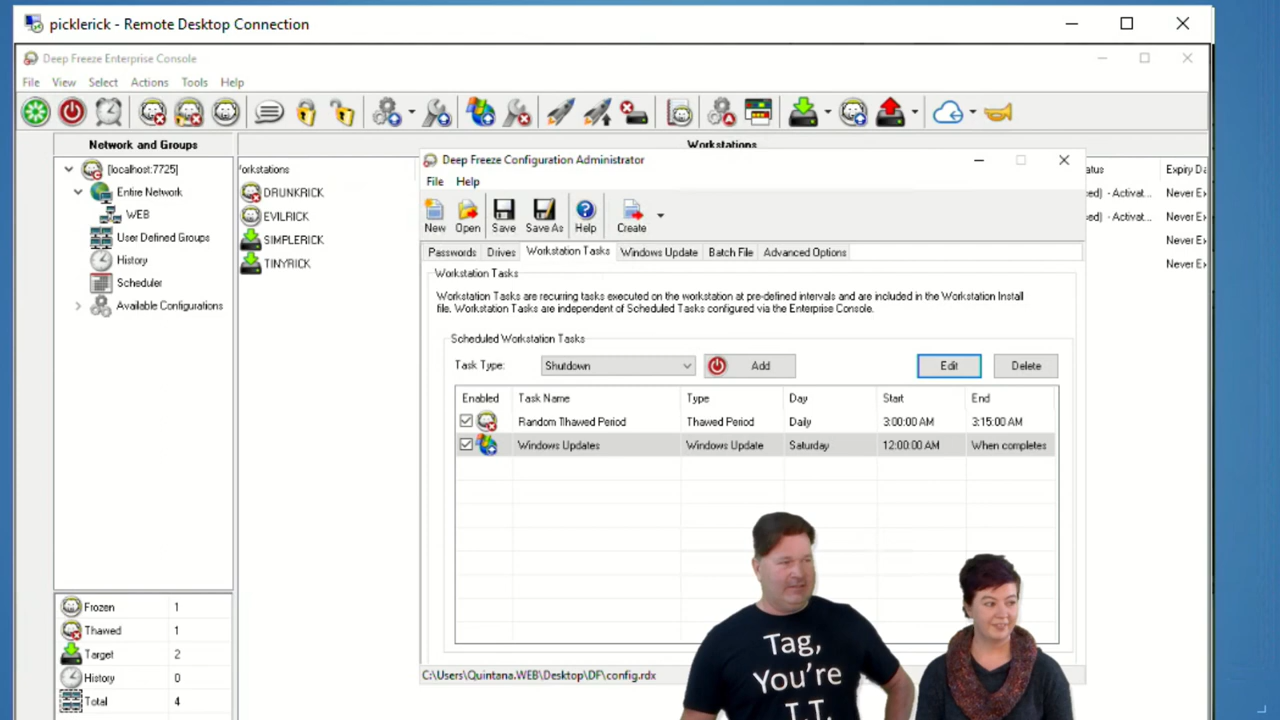 picklerick - Remote Desktop Connection
Deep Freeze Enterprise Console
File View Select Actions Tools Help
Network and Groups
Workstations
[localhost:7725]
Entire Network
WEB
User Defined Groups
History
Scheduler
Available Configurations
orkstations
DRUNKRICK
EVILRICK
SIMPLERICK
TINYRICK
atus
Expiry Da
ed) - Activat...
Never Ex
ed) - Activat...
Never Ex
Never Ex
Never Ex
Deep Freeze Configuration Administrator
File Help
New Open Save Save As Help Create
Passwords Drives Workstation Tasks Windows Update Batch File Advanced Options
Workstation Tasks
Workstation Tasks are recurring tasks executed on the workstation at pre-defined intervals and are included in the Workstation Install
file. Workstation Tasks are independent of Scheduled Tasks configured via the Enterprise Console.
Scheduled Workstation Tasks
Task Type: Shutdown Add Edit Delete
Enabled Task Name Type Day Start End
Random Thawed Period Thawed Period Daily 3:00:00 AM 3:15:00 AM
Windows Updates Windows Update Saturday 12:00:00 AM When completes
C:\Users\Quintana.WEB\Desktop\DF\config.rdx
Frozen 1
Thawed 1
Target 2
History 0
Total 4
Tag,
You're
I.T.